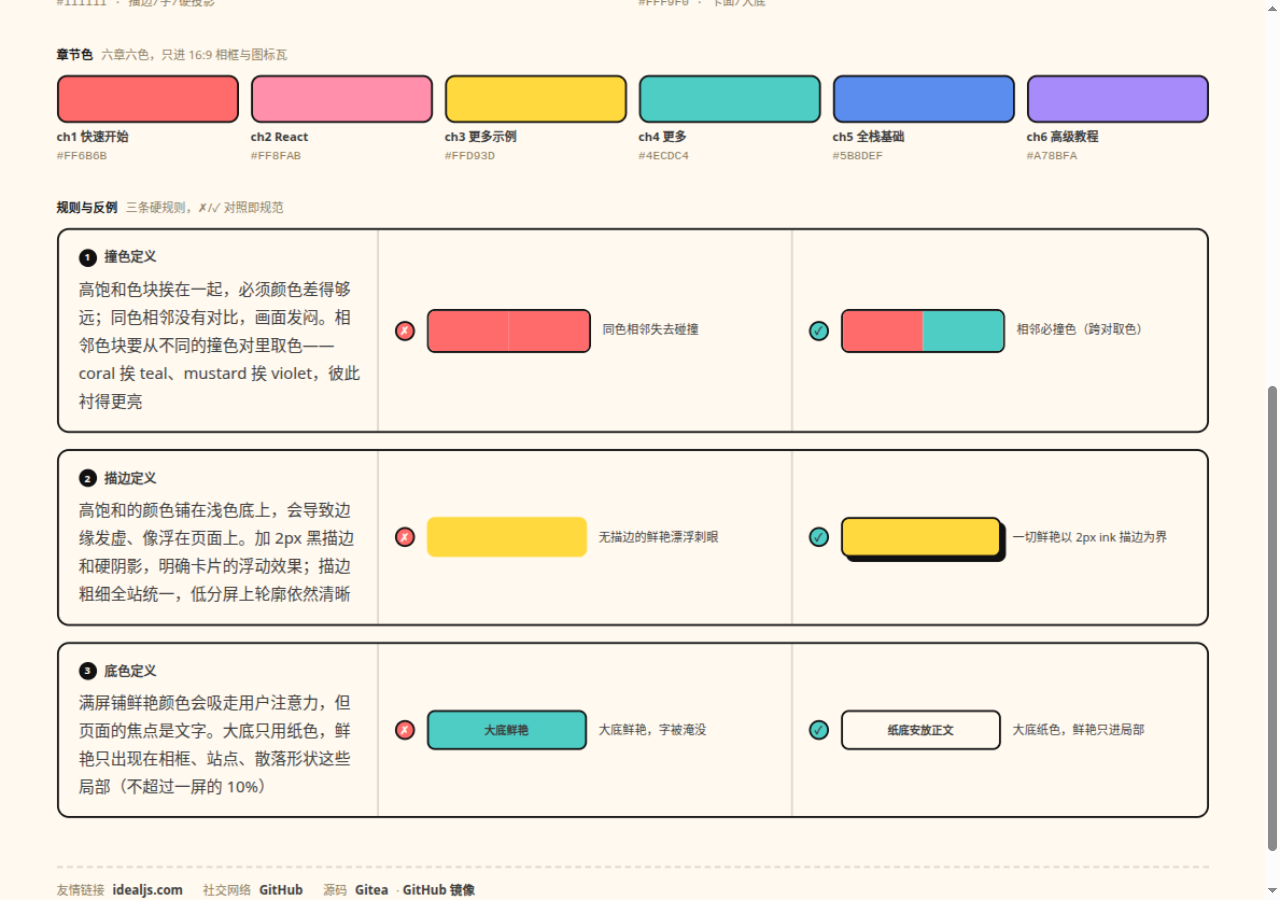 #111111 · 描边/字/硬投影
#FFF9F0 · 卡面/大底
章节色 六章六色，只进 16:9 相框与图标瓦
ch1 快速开始
#FF6B6B
ch2 React
#FF8FAB
ch3 更多示例
#FFD93D
ch4 更多
#4ECDC4
ch5 全栈基础
#5B8DEF
ch6 高级教程
#A78BFA
规则与反例 三条硬规则，✗/✓ 对照即规范
1 撞色定义
高饱和色块挨在一起，必须颜色差得够
远；同色相邻没有对比，画面发闷。相
邻色块要从不同的撞色对里取色——
coral 挨 teal、mustard 挨 violet，彼此
衬得更亮
✗ 同色相邻失去碰撞
✓ 相邻必撞色（跨对取色）
2 描边定义
高饱和的颜色铺在浅色底上，会导致边
缘发虚、像浮在页面上。加 2px 黑描边
和硬阴影，明确卡片的浮动效果；描边
粗细全站统一，低分屏上轮廓依然清晰
✗ 无描边的鲜艳漂浮刺眼
✓ 一切鲜艳以 2px ink 描边为界
3 底色定义
满屏铺鲜艳颜色会吸走用户注意力，但
页面的焦点是文字。大底只用纸色，鲜
艳只出现在相框、站点、散落形状这些
局部（不超过一屏的 10%）
✗ 大底鲜艳 大底鲜艳，字被淹没
✓ 纸底安放正文 大底纸色，鲜艳只进局部
友情链接 idealjs.com 社交网络 GitHub 源码 Gitea · GitHub 镜像